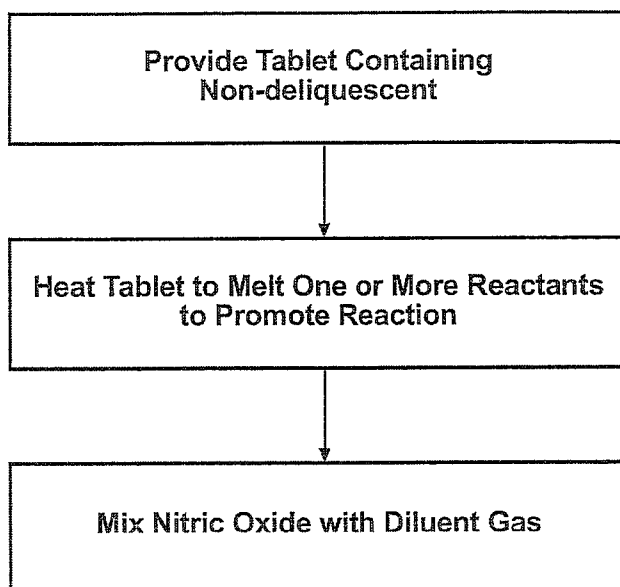 Provide Tablet Containing
Non-deliquescent
Heat Tablet to Melt One or More Reactants
to Promote Reaction
Mix Nitric Oxide with Diluent Gas